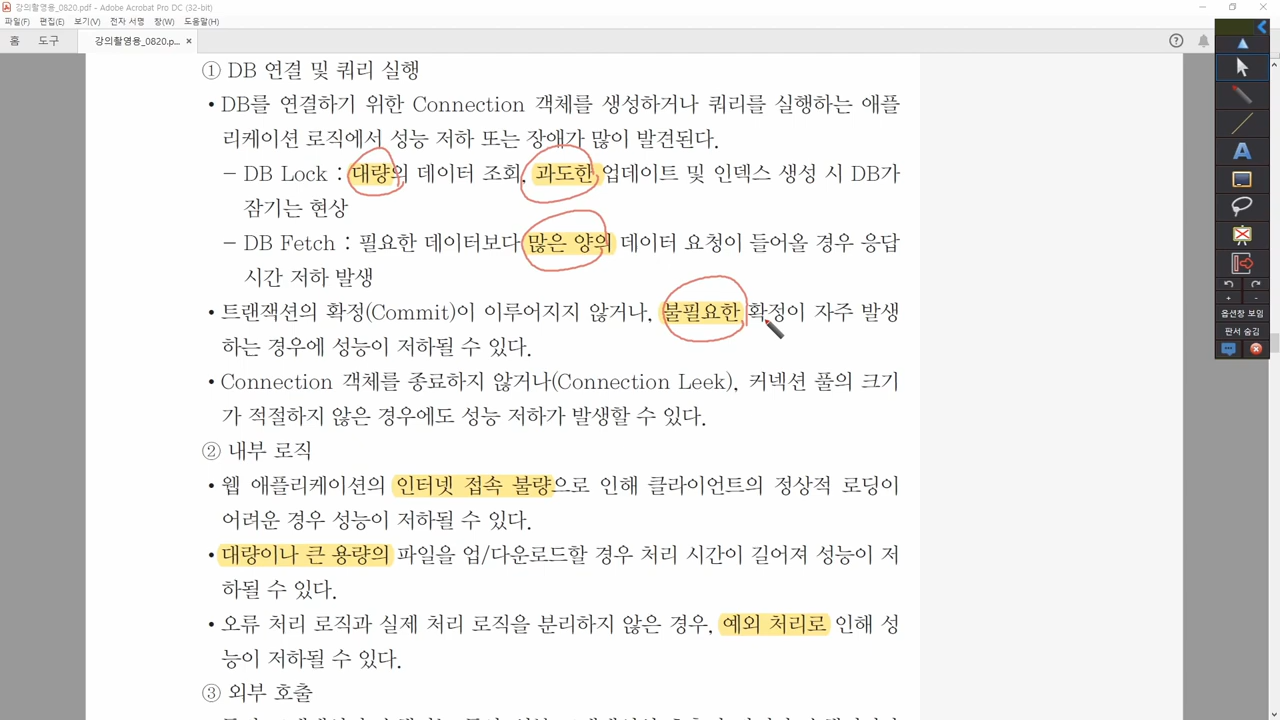 강의촬영용_0820.pdf - Adobe Acrobat Pro DC (32-bit)
파일(F) 편집(E) 보기(V) 전자 서명 창(W) 도움말(H)
홈 도구 강의촬영용_0820.p... ×
① DB 연결 및 쿼리 실행
• DB를 연결하기 위한 Connection 객체를 생성하거나 쿼리를 실행하는 애플
리케이션 로직에서 성능 저하 또는 장애가 많이 발견된다.
– DB Lock : 대량의 데이터 조회, 과도한 업데이트 및 인덱스 생성 시 DB가
잠기는 현상
– DB Fetch : 필요한 데이터보다 많은 양의 데이터 요청이 들어올 경우 응답
시간 저하 발생
• 트랜잭션의 확정(Commit)이 이루어지지 않거나, 불필요한 확정이 자주 발생
하는 경우에 성능이 저하될 수 있다.
• Connection 객체를 종료하지 않거나(Connection Leek), 커넥션 풀의 크기
가 적절하지 않은 경우에도 성능 저하가 발생할 수 있다.
② 내부 로직
• 웹 애플리케이션의 인터넷 접속 불량으로 인해 클라이언트의 정상적 로딩이
어려운 경우 성능이 저하될 수 있다.
• 대량이나 큰 용량의 파일을 업/다운로드할 경우 처리 시간이 길어져 성능이 저
하될 수 있다.
• 오류 처리 로직과 실제 처리 로직을 분리하지 않은 경우, 예외 처리로 인해 성
능이 저하될 수 있다.
③ 외부 호출
A
옵션창 보임
판서 숨김